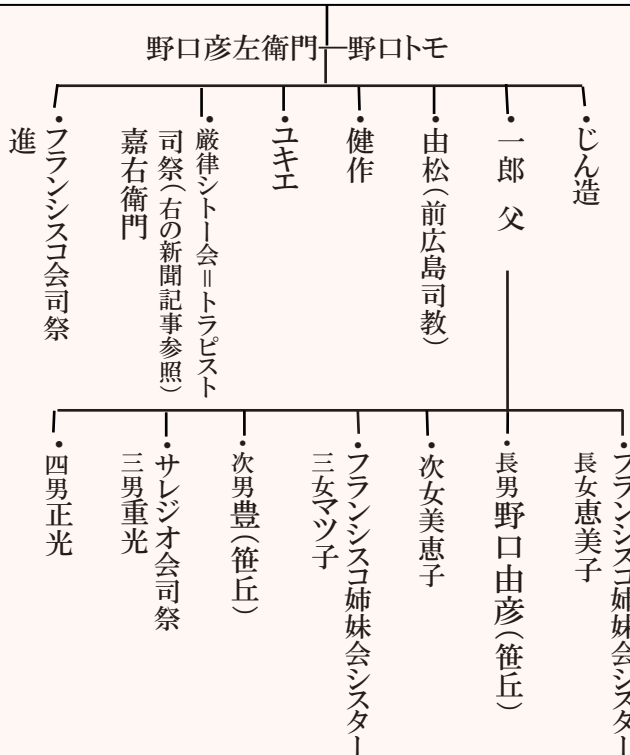 野口彦左衛門―野口トモ
・じん造
・一郎 父
・由松(前広島司教)
・健作
・ユキエ
・厳律シトー会=トラピスト
司祭(右の新聞記事参照)
嘉右衛門
・フランシスコ会司祭
進
・フランシスコ姉妹会シスター
長女恵美子
・長男野口由彦(笹丘)
・次女美恵子
・フランシスコ姉妹会シスター
三女マツ子
・次男豊(笹丘)
・サレジオ会司祭
三男重光
・四男正光